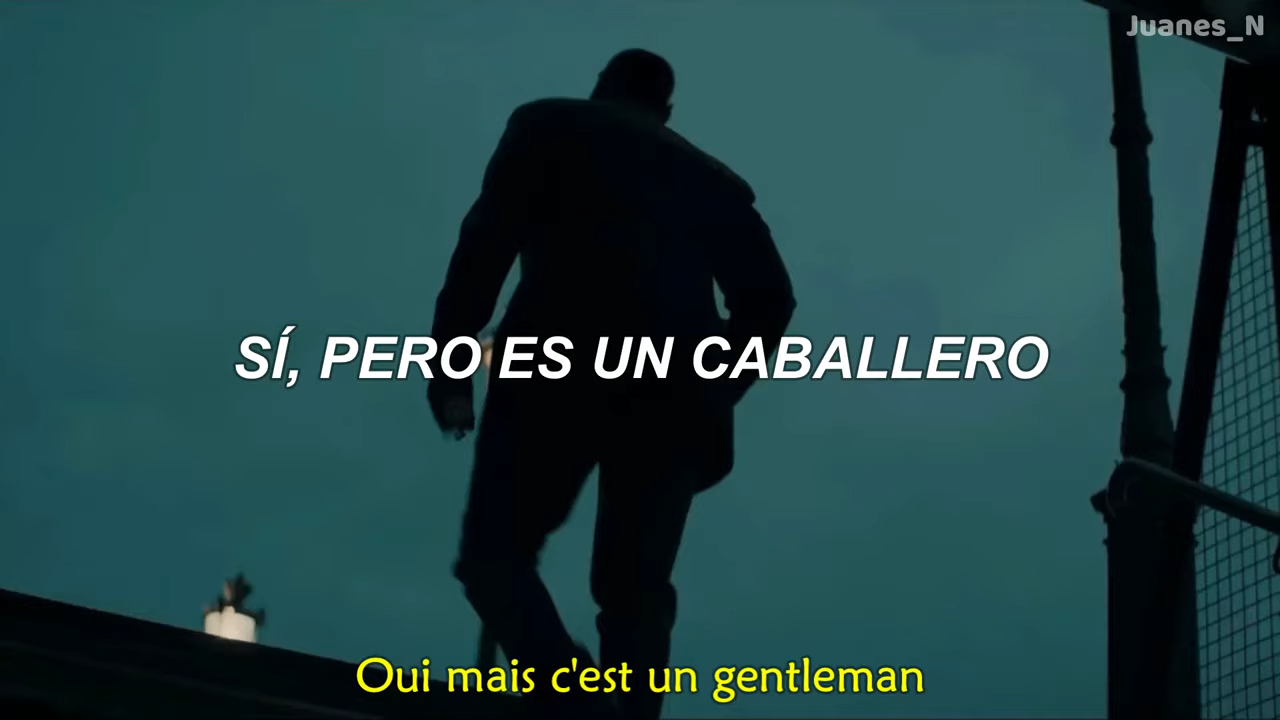 Juanes_N
SÍ, PERO ES UN CABALLERO
Oui mais c'est un gentleman